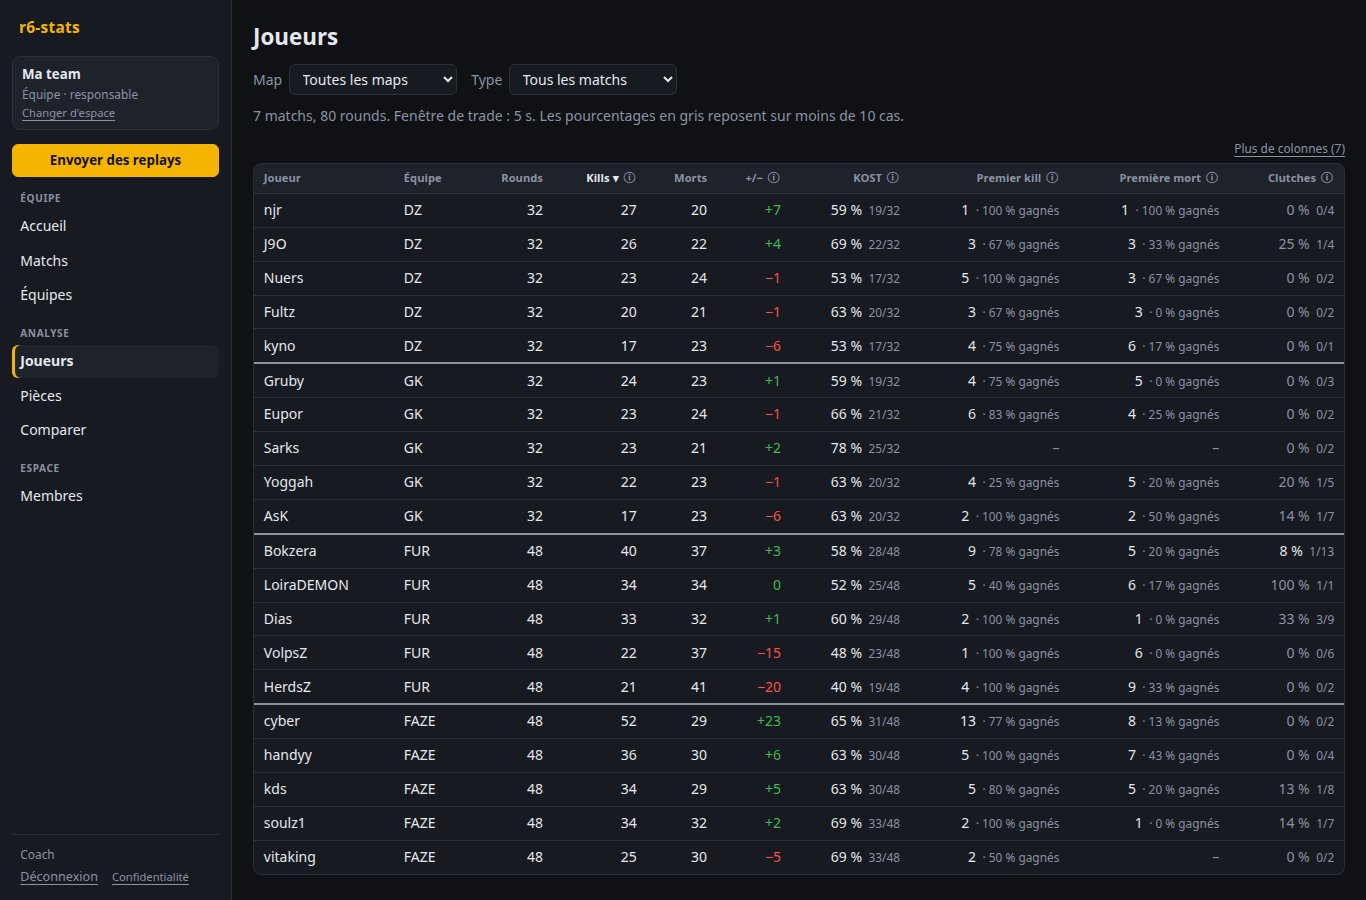 r6-stats
Ma team
Équipe · responsable
Changer d'espace
Envoyer des replays
ÉQUIPE
Accueil
Matchs
Équipes
ANALYSE
Joueurs
Pièces
Comparer
ESPACE
Membres
Coach
Déconnexion Confidentialité
Joueurs
Map Toutes les maps Type Tous les matchs
7 matchs, 80 rounds. Fenêtre de trade : 5 s. Les pourcentages en gris reposent sur moins de 10 cas.
Plus de colonnes (7)
Joueur Équipe Rounds Kills ▾ ⓘ Morts +/− ⓘ KOST ⓘ Premier kill ⓘ Première mort ⓘ Clutches ⓘ
njr DZ 32 27 20 +7 59 % 19/32 1 · 100 % gagnés 1 · 100 % gagnés 0 % 0/4
J9O DZ 32 26 22 +4 69 % 22/32 3 · 67 % gagnés 3 · 33 % gagnés 25 % 1/4
Nuers DZ 32 23 24 −1 53 % 17/32 5 · 100 % gagnés 3 · 67 % gagnés 0 % 0/2
Fultz DZ 32 20 21 −1 63 % 20/32 3 · 67 % gagnés 3 · 0 % gagnés 0 % 0/2
kyno DZ 32 17 23 −6 53 % 17/32 4 · 75 % gagnés 6 · 17 % gagnés 0 % 0/1
Gruby GK 32 24 23 +1 59 % 19/32 4 · 75 % gagnés 5 · 0 % gagnés 0 % 0/3
Eupor GK 32 23 24 −1 66 % 21/32 6 · 83 % gagnés 4 · 25 % gagnés 0 % 0/2
Sarks GK 32 23 21 +2 78 % 25/32 – – 0 % 0/2
Yoggah GK 32 22 23 −1 63 % 20/32 4 · 25 % gagnés 5 · 20 % gagnés 20 % 1/5
AsK GK 32 17 23 −6 63 % 20/32 2 · 100 % gagnés 2 · 50 % gagnés 14 % 1/7
Bokzera FUR 48 40 37 +3 58 % 28/48 9 · 78 % gagnés 5 · 20 % gagnés 8 % 1/13
LoiraDEMON FUR 48 34 34 0 52 % 25/48 5 · 40 % gagnés 6 · 17 % gagnés 100 % 1/1
Dias FUR 48 33 32 +1 60 % 29/48 2 · 100 % gagnés 1 · 0 % gagnés 33 % 3/9
VolpsZ FUR 48 22 37 −15 48 % 23/48 1 · 100 % gagnés 6 · 0 % gagnés 0 % 0/6
HerdsZ FUR 48 21 41 −20 40 % 19/48 4 · 100 % gagnés 9 · 33 % gagnés 0 % 0/2
cyber FAZE 48 52 29 +23 65 % 31/48 13 · 77 % gagnés 8 · 13 % gagnés 0 % 0/2
handyy FAZE 48 36 30 +6 63 % 30/48 5 · 100 % gagnés 7 · 43 % gagnés 0 % 0/4
kds FAZE 48 34 29 +5 63 % 30/48 5 · 80 % gagnés 5 · 20 % gagnés 13 % 1/8
soulz1 FAZE 48 34 32 +2 69 % 33/48 2 · 100 % gagnés 1 · 0 % gagnés 14 % 1/7
vitaking FAZE 48 25 30 −5 69 % 33/48 2 · 50 % gagnés – 0 % 0/2